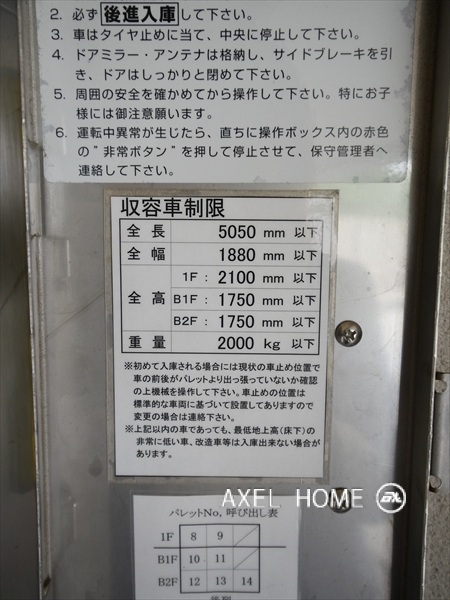 2. 必ず後進入庫して下さい。
3. 車はタイヤ止めに当て、中央に停止して下さい。
4. ドアミラー・アンテナは格納し、サイドブレーキを引
き、ドアはしっかりと閉めて下さい。
5. 周囲の安全を確かめてから操作して下さい。特にお子
様には御注意願います。
6. 運転中異常が生じたら、直ちに操作ボックス内の赤色
の"非常ボタン"を押して停止させて、保守管理者へ
連絡して下さい。
収容車制限
全長 5050 mm 以下
全幅 1880 mm 以下
1F: 2100 mm 以下
全高 B1F: 1750 mm 以下
B2F: 1750 mm 以下
重量 2000 kg 以下
※初めて入庫される場合には現状の車止め位置で
車の前後がパレットより出っ張っていないか確認
の上機械を操作して下さい。車止めの位置は
標準的な車両に基づいて設置してありますので
変更の場合は連絡下さい。
※上記以内の車であっても、最低地上高(床下)の
非常に低い車、改造車等は入庫出来ない場合が
あります。
AXEL HOME
パレットNo, 呼び出し表
1F 8 9
B1F 10 11
B2F 12 13 14